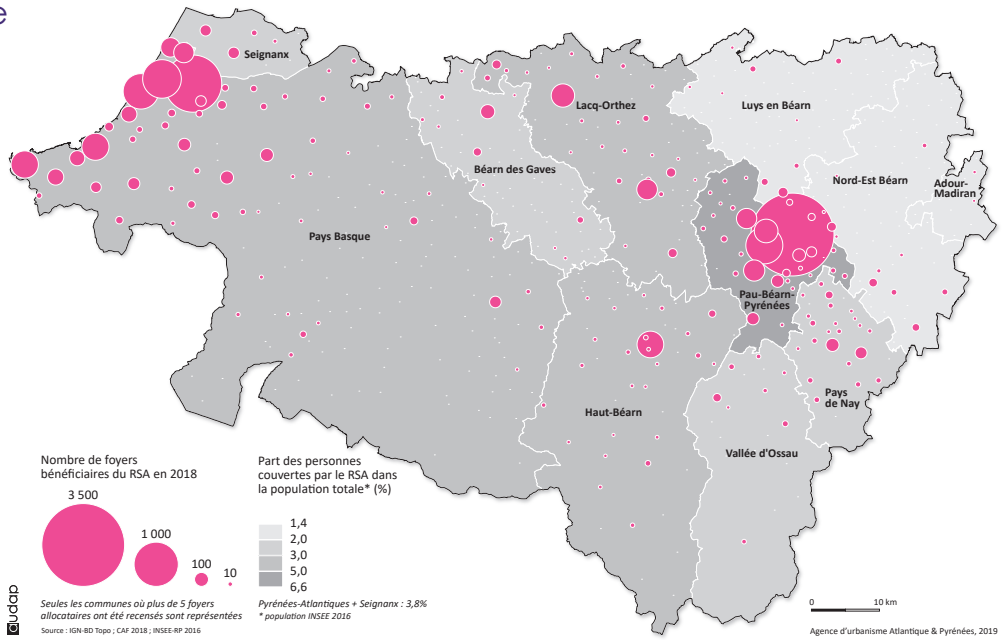 e
Seignanx
Lacq-Orthez
Luys en Béarn
Béarn des Gaves
Nord-Est Béarn
Adour-
Madiran
Pays Basque
Pau-Béarn-
Pyrénées
Pays
de Nay
Haut-Béarn
Vallée d'Ossau
Nombre de foyers
bénéficiaires du RSA en 2018
3 500
1 000
100
10
Seules les communes où plus de 5 foyers
allocataires ont été recensés sont représentées
Source : IGN-BD Topo ; CAF 2018 ; INSEE-RP 2016
Part des personnes
couvertes par le RSA dans
la population totale* (%)
1,4
2,0
3,0
5,0
6,6
Pyrénées-Atlantiques + Seignanx : 3,8%
* population INSEE 2016
0 10 km
Agence d'urbanisme Atlantique & Pyrénées, 2019
audap